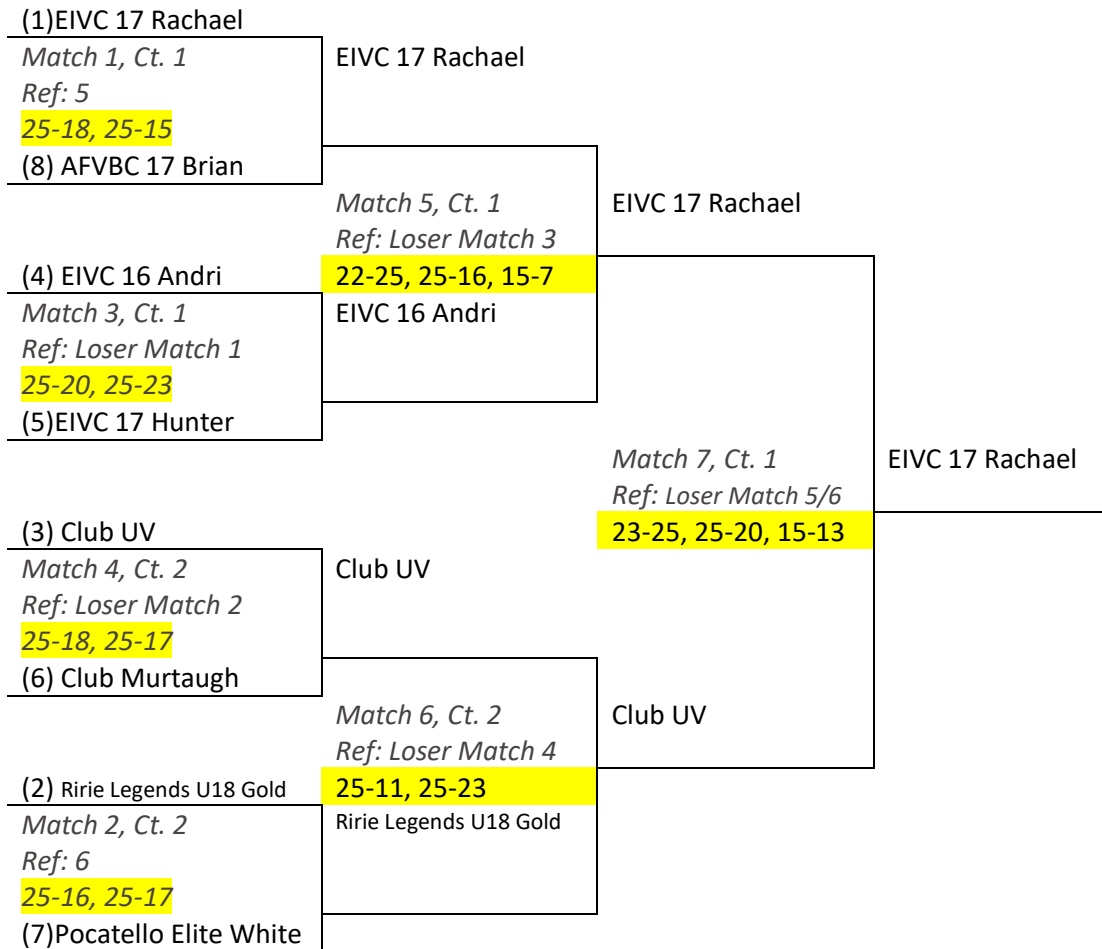 (1)EIVC 17 Rachael
Match 1, Ct. 1
Ref: 5
25-18, 25-15
(8) AFVBC 17 Brian
EIVC 17 Rachael
Match 5, Ct. 1
Ref: Loser Match 3
22-25, 25-16, 15-7
EIVC 16 Andri
(4) EIVC 16 Andri
Match 3, Ct. 1
Ref: Loser Match 1
25-20, 25-23
(5)EIVC 17 Hunter
EIVC 17 Rachael
Match 7, Ct. 1
Ref: Loser Match 5/6
23-25, 25-20, 15-13
EIVC 17 Rachael
(3) Club UV
Match 4, Ct. 2
Ref: Loser Match 2
25-18, 25-17
(6) Club Murtaugh
Club UV
Match 6, Ct. 2
Ref: Loser Match 4
25-11, 25-23
Ririe Legends U18 Gold
Club UV
(2) Ririe Legends U18 Gold
Match 2, Ct. 2
Ref: 6
25-16, 25-17
(7)Pocatello Elite White